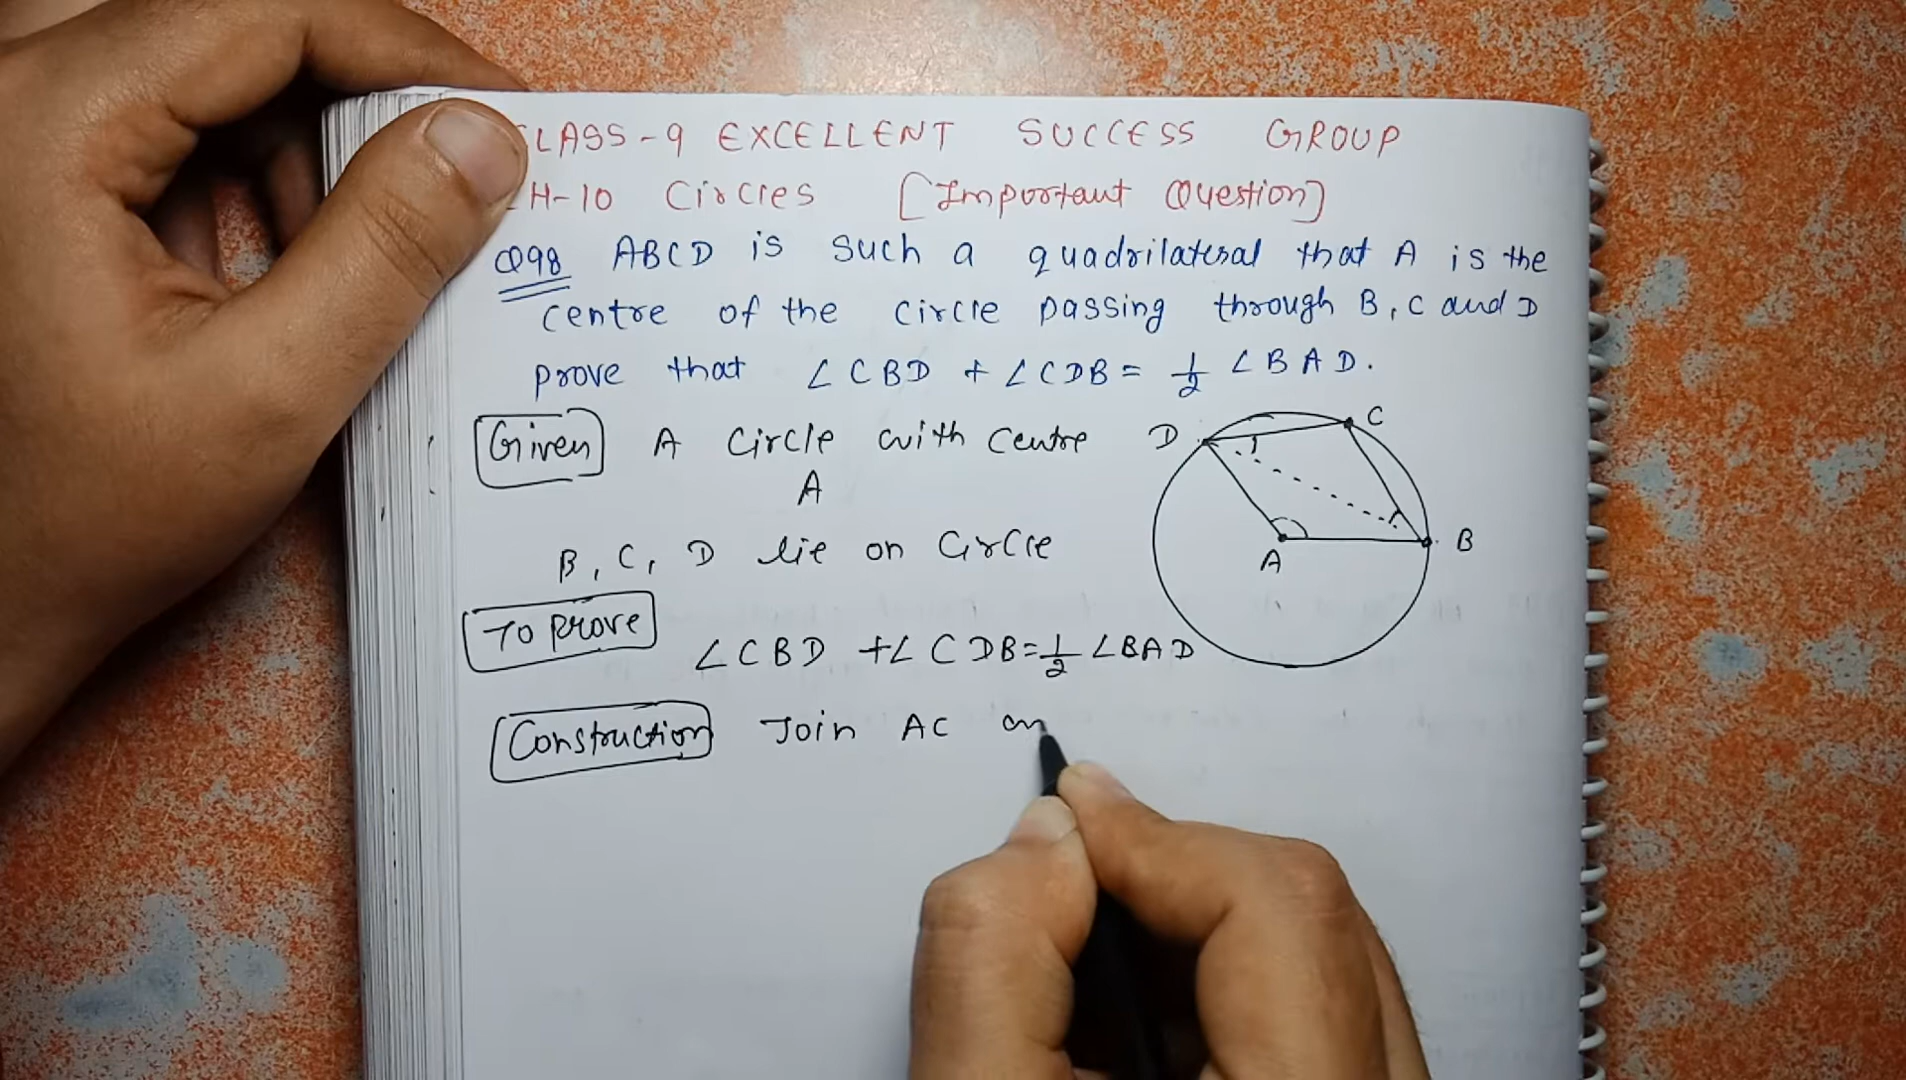 CLASS-9 EXCELLENT SUCCESS GROUP
H-10 Circles [Important Question]
Q98 ABCD is such a quadrilateral that A is the
centre of the circle passing through B, C and D
prove that ∠CBD + ∠CDB = 1/2 ∠BAD.
Given A Circle with Centre
A
B, C, D lie on Circle
To prove ∠CBD + ∠CDB = 1/2 ∠BAD
Construction Join AC an
D
C
A
B